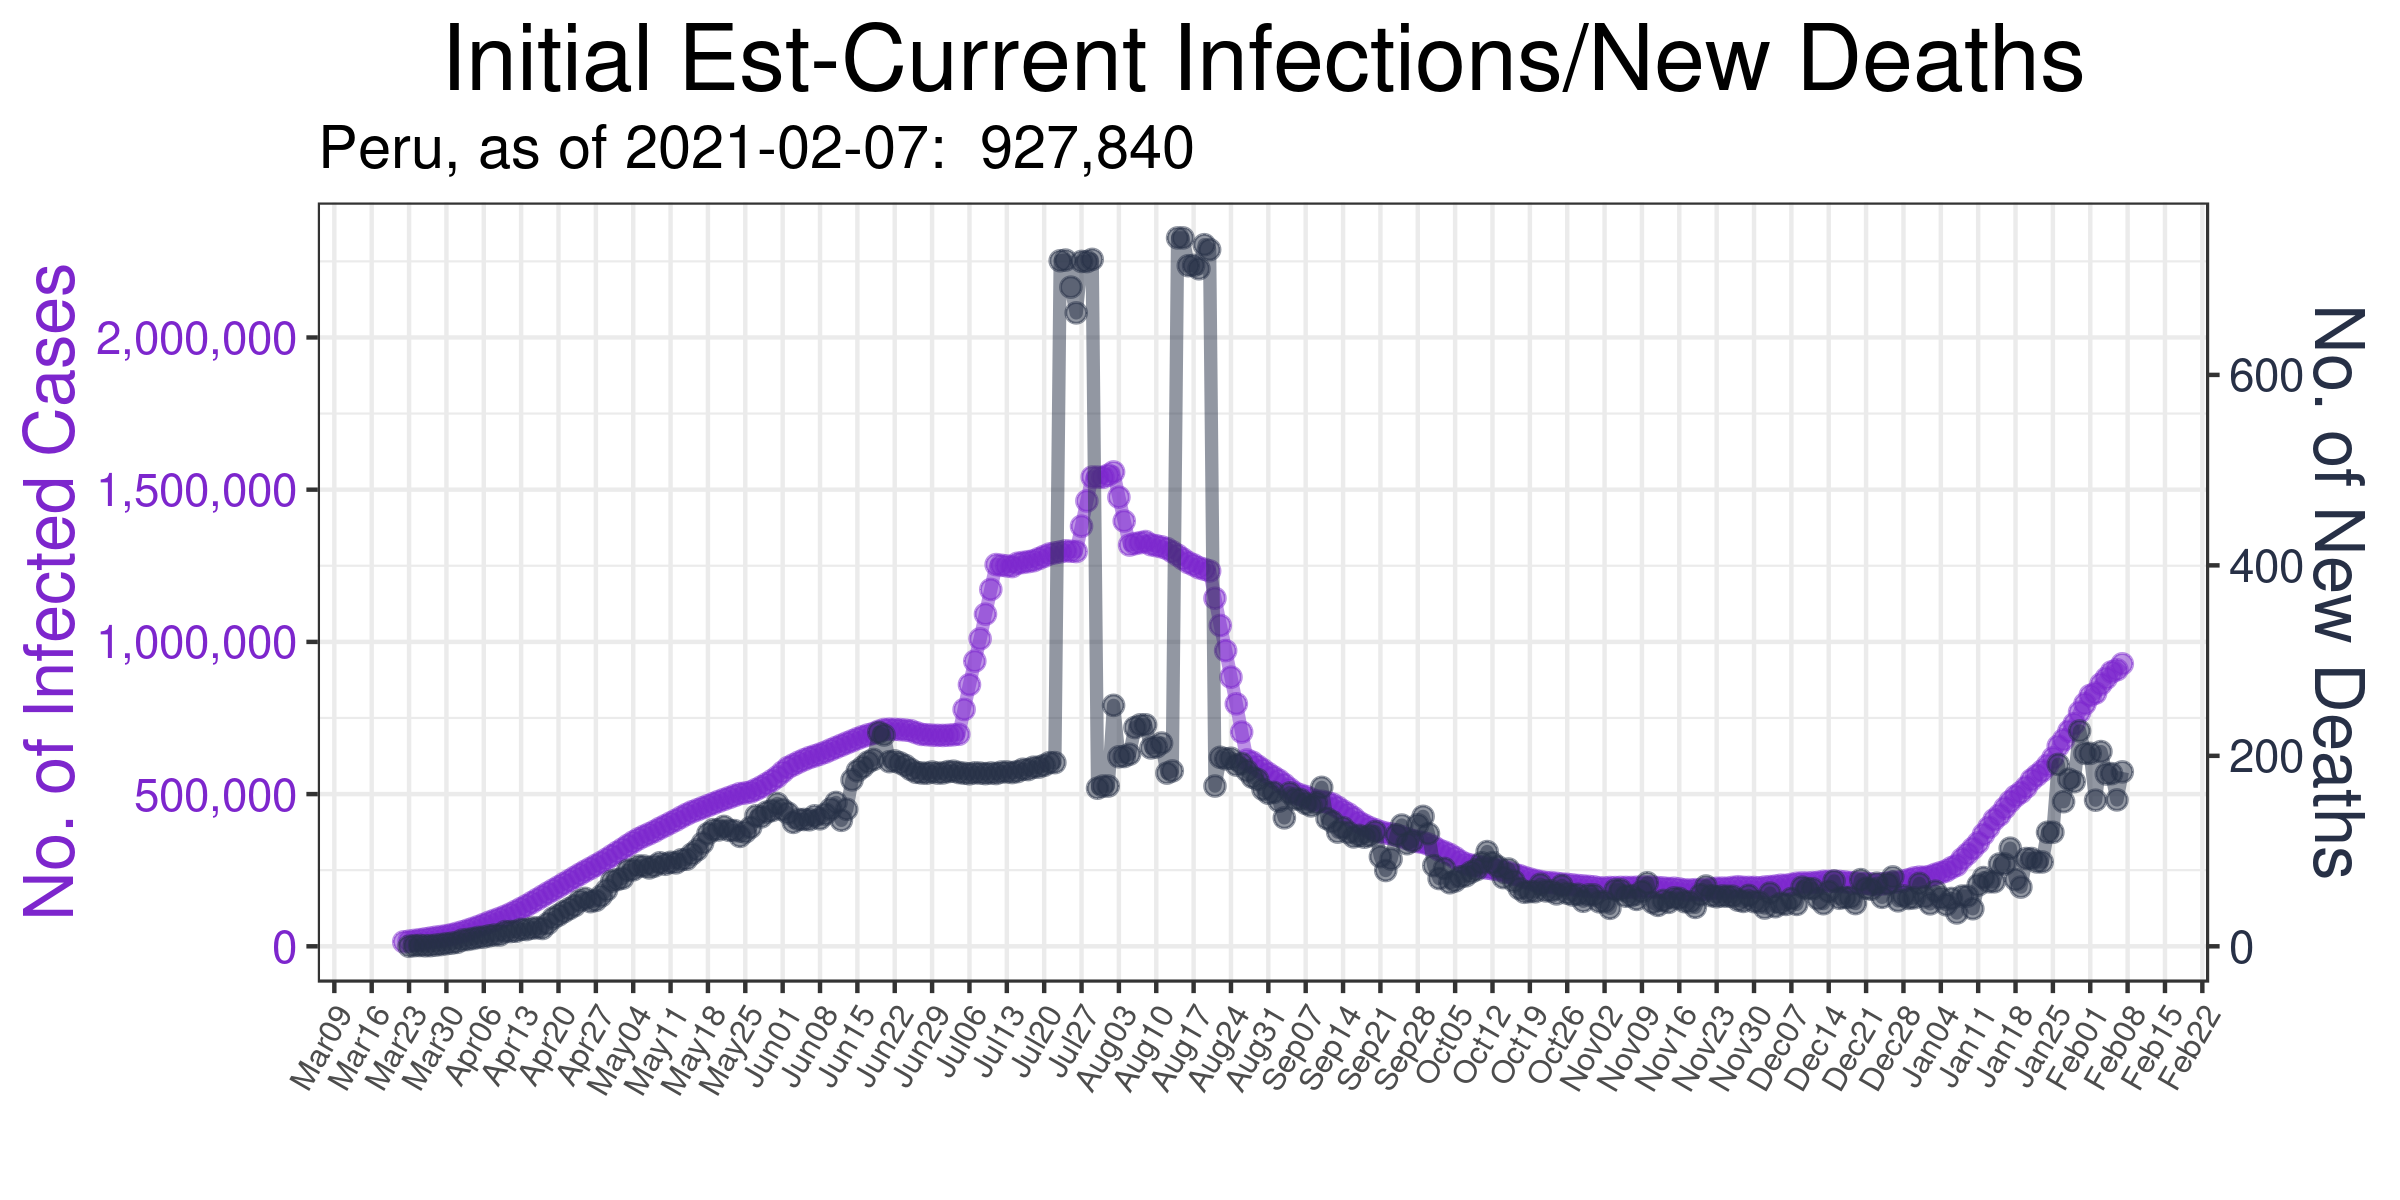 Initial Est-Current Infections/New Deaths
Peru, as of 2021-02-07:  927,840
No. of Infected Cases
2,000,000
1,500,000
1,000,000
500,000
0
600
400
200
0
No. of New Deaths
Mar09
Mar16
Mar23
Mar30
Apr06
Apr13
Apr20
Apr27
May04
May11
May18
May25
Jun01
Jun08
Jun15
Jun22
Jun29
Jul06
Jul13
Jul20
Jul27
Aug03
Aug10
Aug17
Aug24
Aug31
Sep07
Sep14
Sep21
Sep28
Oct05
Oct12
Oct19
Oct26
Nov02
Nov09
Nov16
Nov23
Nov30
Dec07
Dec14
Dec21
Dec28
Jan04
Jan11
Jan18
Jan25
Feb01
Feb08
Feb15
Feb22